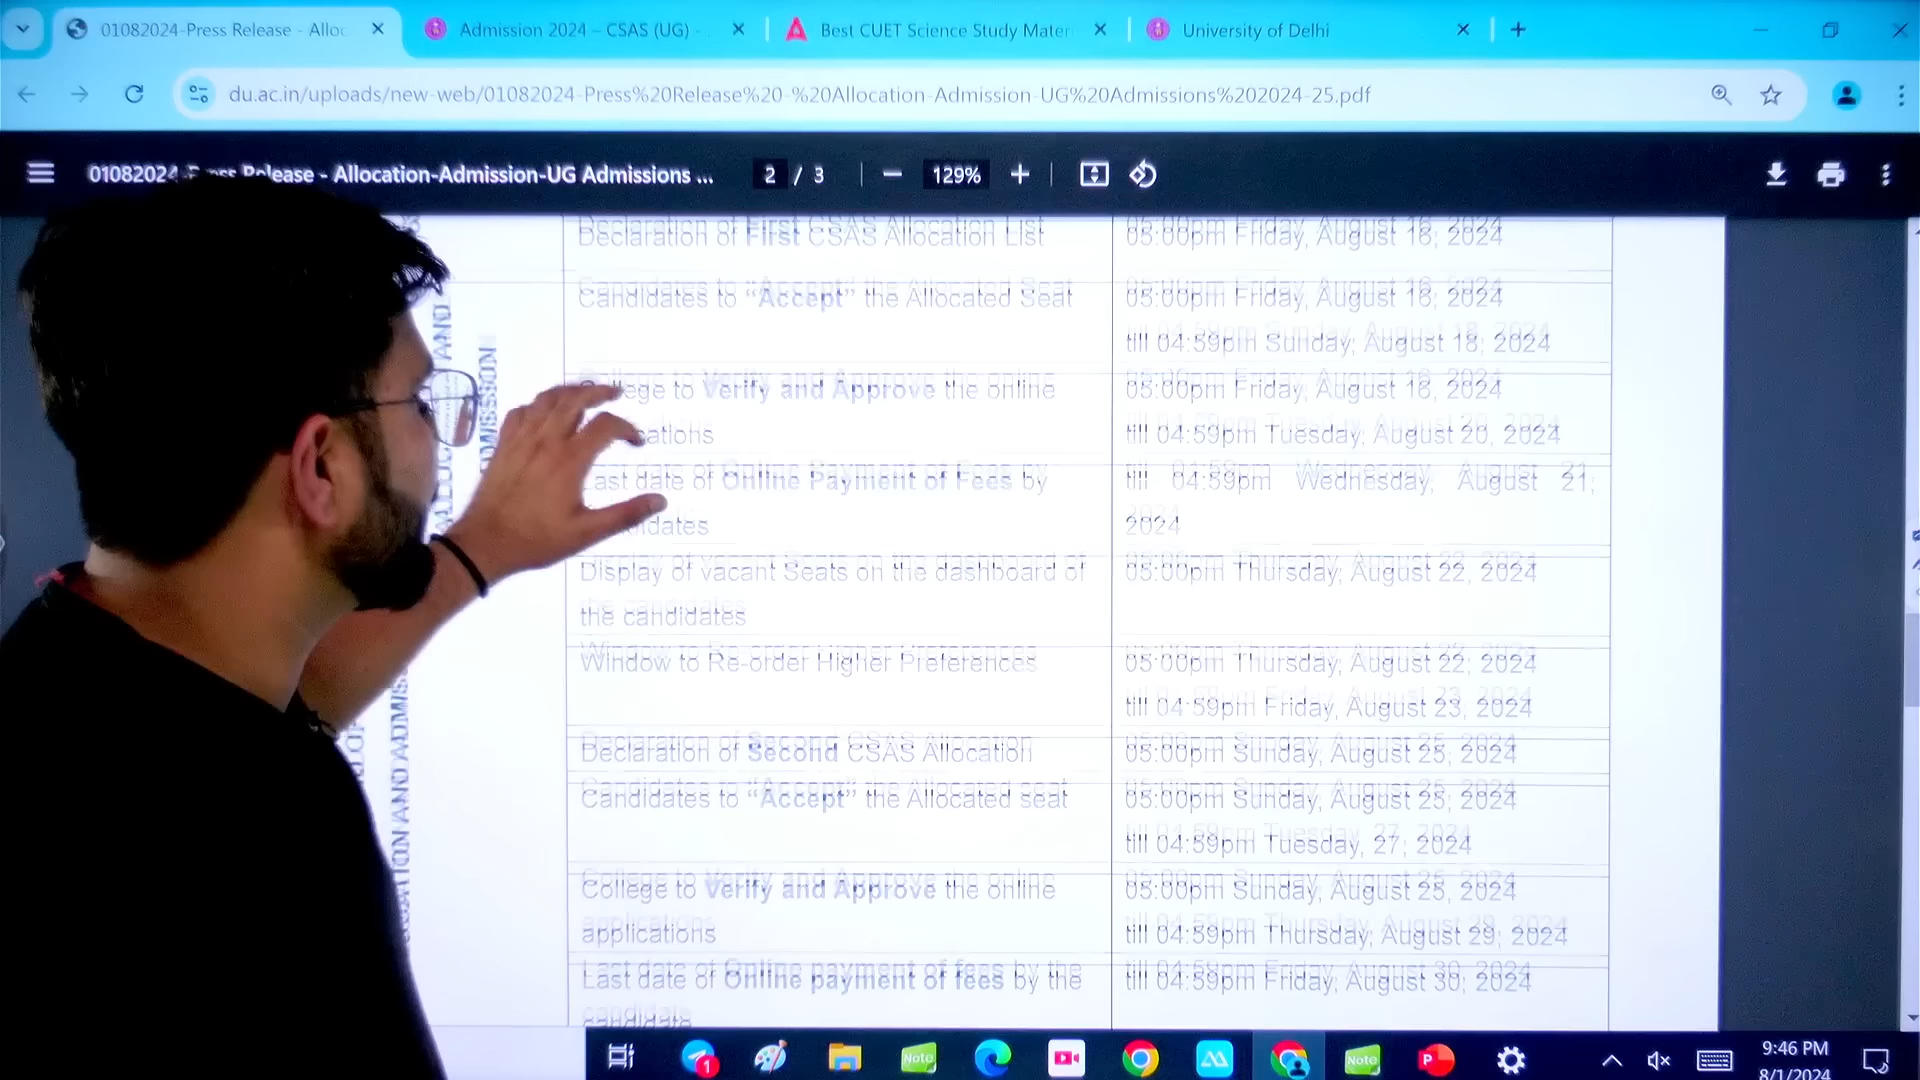 01082024-Press Release - Alloc
Admission 2024 – CSAS (UG) -
Best CUET Science Study Mater
University of Delhi
du.ac.in/uploads/new-web/01082024-Press%20Release%20-%20Allocation-Admission-UG%20Admissions%202024-25.pdf
01082024-Press Release - Allocation-Admission-UG Admissions ...
2 / 3
129%
Declaration of First CSAS Allocation List
05:00pm Friday, August 16, 2024
Candidates to “Accept” the Allocated Seat
05:00pm Friday, August 16, 2024
till 04:59pm Sunday, August 18, 2024
to Verify and Approve the online
05:00pm Friday, August 16, 2024
till 04:59pm Tuesday, August 20, 2024
Last date of Online Payment of Fees by
till 04:59pm Wednesday, August 21,
2024
Display of vacant Seats on the dashboard of
the candidates
05:00pm Thursday, August 22, 2024
Window to Re-order Higher Preferences
05:00pm Thursday, August 22, 2024
till 04:59pm Friday, August 23, 2024
Declaration of Second CSAS Allocation
05:00pm Sunday, August 25, 2024
Candidates to “Accept” the Allocated seat
05:00pm Sunday, August 25, 2024
till 04:59pm Tuesday, 27, 2024
College to Verify and Approve the online
applications
05:00pm Sunday, August 25, 2024
till 04:59pm Thursday, August 29, 2024
Last date of Online payment of fees by the
candidate
till 04:59pm Friday, August 30, 2024
ALLOCATION AND
ADMISSION
1
Note
Note
P
9:46 PM
8/1/2024